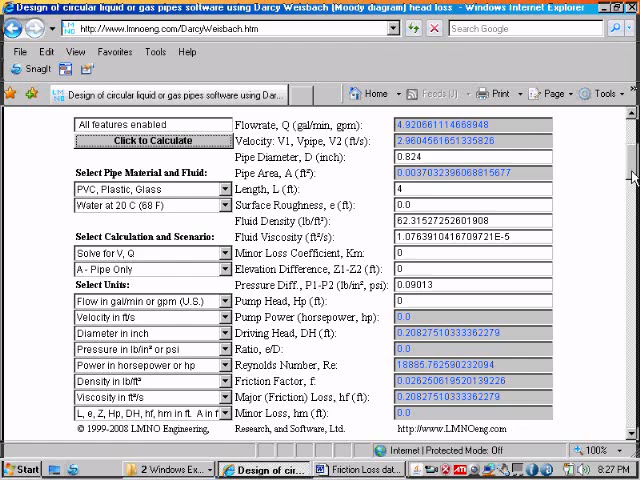 Design of circular liquid or gas pipes software using Darcy Weisbach (Moody diagram) head loss - Windows Internet Explorer
http://www.lmnoeng.com/DarcyWeisbach.htm
Search Google
File Edit View Favorites Tools Help
SnagIt
Design of circular liquid or gas pipes software using Dar...
Home Feeds (J) Print Page Tools
All features enabled Flowrate, Q (gal/min, gpm): 4.920661114668948
Click to Calculate Velocity: V1, Vpipe, V2 (ft/s): 2.9604561651335826
Pipe Diameter, D (inch): 0.824
Select Pipe Material and Fluid: Pipe Area, A (ft²): 0.0037032396068815677
PVC, Plastic, Glass Length, L (ft): 4
Water at 20 C (68 F) Surface Roughness, e (ft): 0.0
Fluid Density (lb/ft³): 62.31527252601908
Select Calculation and Scenario: Fluid Viscosity (ft²/s): 1.0763910416709721E-5
Solve for V, Q Minor Loss Coefficient, Km: 0
A - Pipe Only Elevation Difference, Z1-Z2 (ft): 0
Select Units: Pressure Diff., P1-P2 (lb/in², psi): 0.09013
Flow in gal/min or gpm (U.S.) Pump Head, Hp (ft): 0
Velocity in ft/s Pump Power (horsepower, hp): 0.0
Diameter in inch Driving Head, DH (ft): 0.20827510333362279
Pressure in lb/in² or psi Ratio, e/D: 0.0
Power in horsepower or hp Reynolds Number, Re: 18885.762590232094
Density in lb/ft³ Friction Factor, f: 0.026250619520139226
Viscosity in ft²/s Major (Friction) Loss, hf (ft): 0.20827510333362279
L, e, Z, Hp, DH, hf, hm in ft. A in f Minor Loss, hm (ft): 0.0
© 1999-2008 LMNO Engineering, Research, and Software, Ltd. http://www.LMNOeng.com
Internet | Protected Mode: Off 100%
Start 2 Windows Ex... Design of cir... Friction Loss dat... 8:27 PM